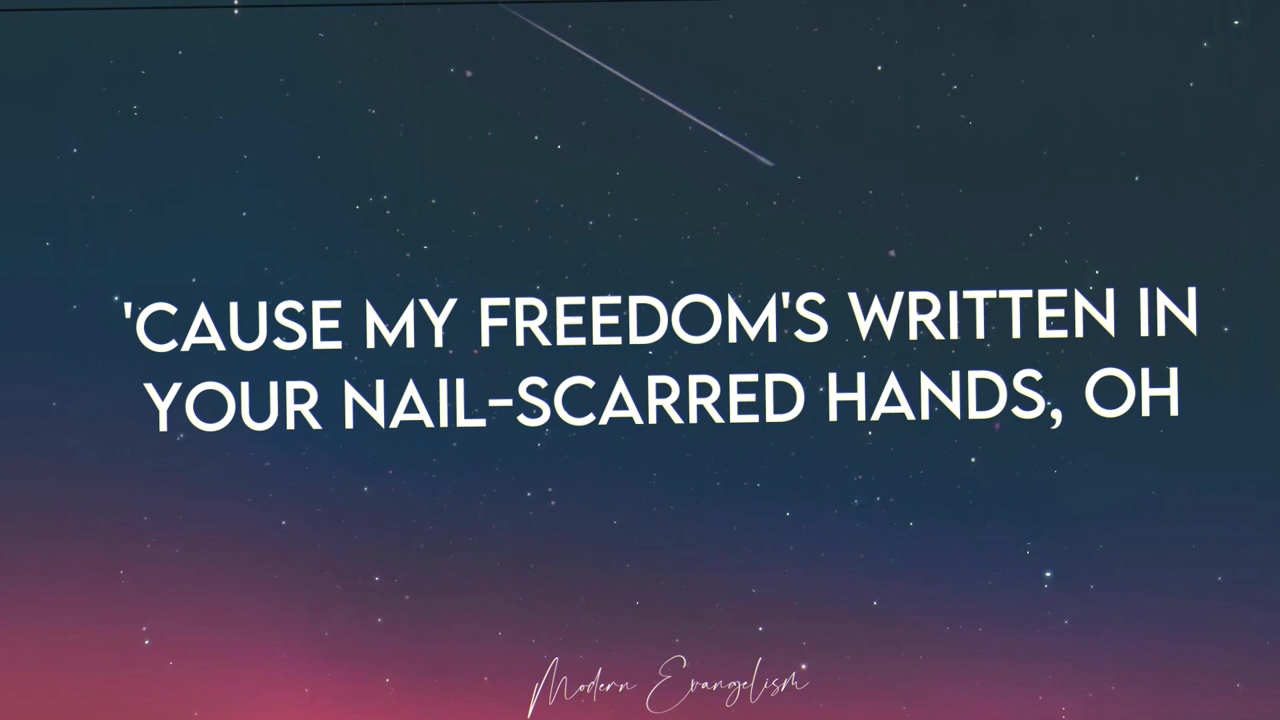 'CAUSE MY FREEDOM'S WRITTEN IN
YOUR NAIL-SCARRED HANDS, OH
Modern Evangelism